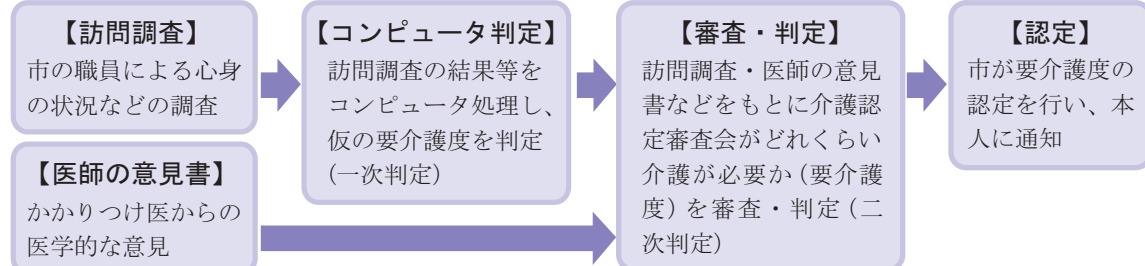 【訪問調査】
市の職員による心身
の状況などの調査
【医師の意見書】
かかりつけ医からの
医学的な意見
【コンピュータ判定】
訪問調査の結果等を
コンピュータ処理し、
仮の要介護度を判定
(一次判定)
【審査・判定】
訪問調査・医師の意見
書などをもとに介護認
定審査会がどれくらい
介護が必要か(要介護
度)を審査・判定(二
次判定)
【認定】
市が要介護度の
認定を行い、本
人に通知